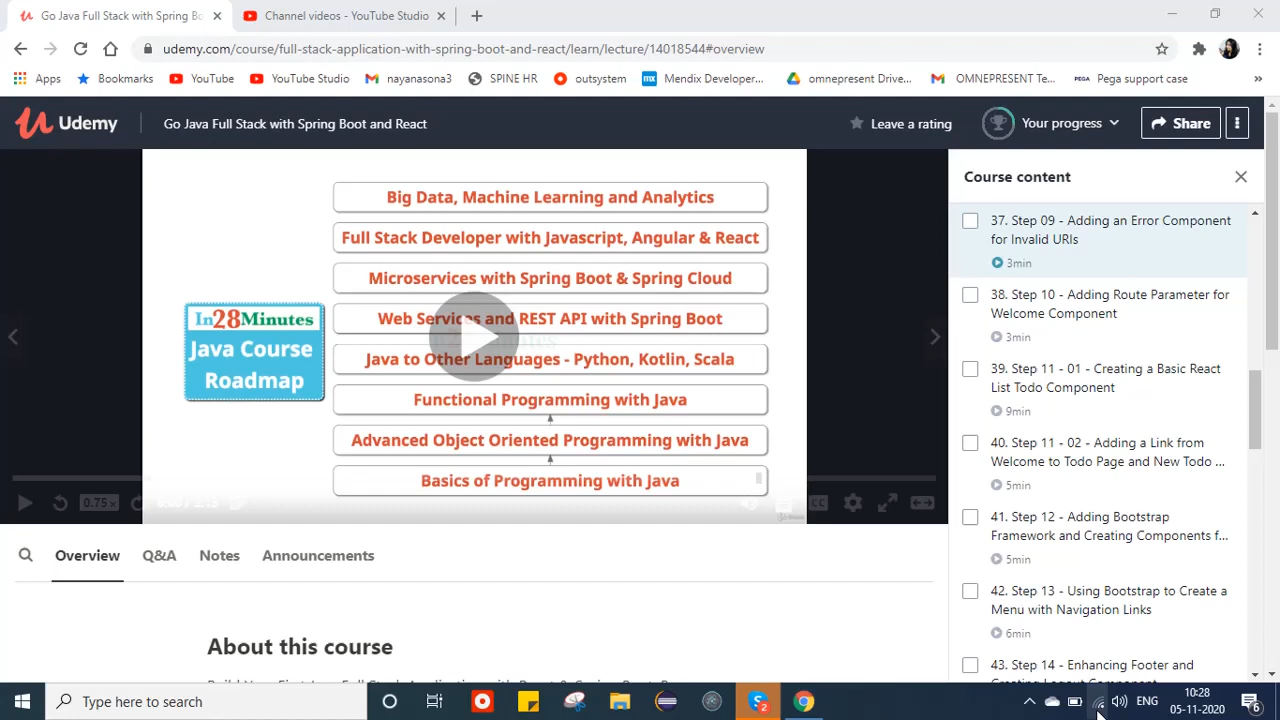 Go Java Full Stack with Spring Bo
Channel videos - YouTube Studio
udemy.com/course/full-stack-application-with-spring-boot-and-react/learn/lecture/14018544#overview
Apps
Bookmarks
YouTube
YouTube Studio
nayanasona3
SPINE HR
outsystem
mx
Mendix Developer...
omnepresent Drive...
OMNEPRESENT Te...
PEGA
Pega support case
»
Udemy
Go Java Full Stack with Spring Boot and React
Leave a rating
Your progress
Share
Big Data, Machine Learning and Analytics
Full Stack Developer with Javascript, Angular & React
Microservices with Spring Boot & Spring Cloud
Web Services and REST API with Spring Boot
Java to Other Languages - Python, Kotlin, Scala
Functional Programming with Java
Advanced Object Oriented Programming with Java
Basics of Programming with Java
In28Minutes
Java Course
Roadmap
0.75x
CC
Course content
37. Step 09 - Adding an Error Component
for Invalid URIs
3min
38. Step 10 - Adding Route Parameter for
Welcome Component
3min
39. Step 11 - 01 - Creating a Basic React
List Todo Component
9min
40. Step 11 - 02 - Adding a Link from
Welcome to Todo Page and New Todo ...
5min
41. Step 12 - Adding Bootstrap
Framework and Creating Components f...
5min
42. Step 13 - Using Bootstrap to Create a
Menu with Navigation Links
6min
43. Step 14 - Enhancing Footer and
Creating Logout Component
Overview
Q&A
Notes
Announcements
About this course
Type here to search
2
ENG
10:28
05-11-2020
6